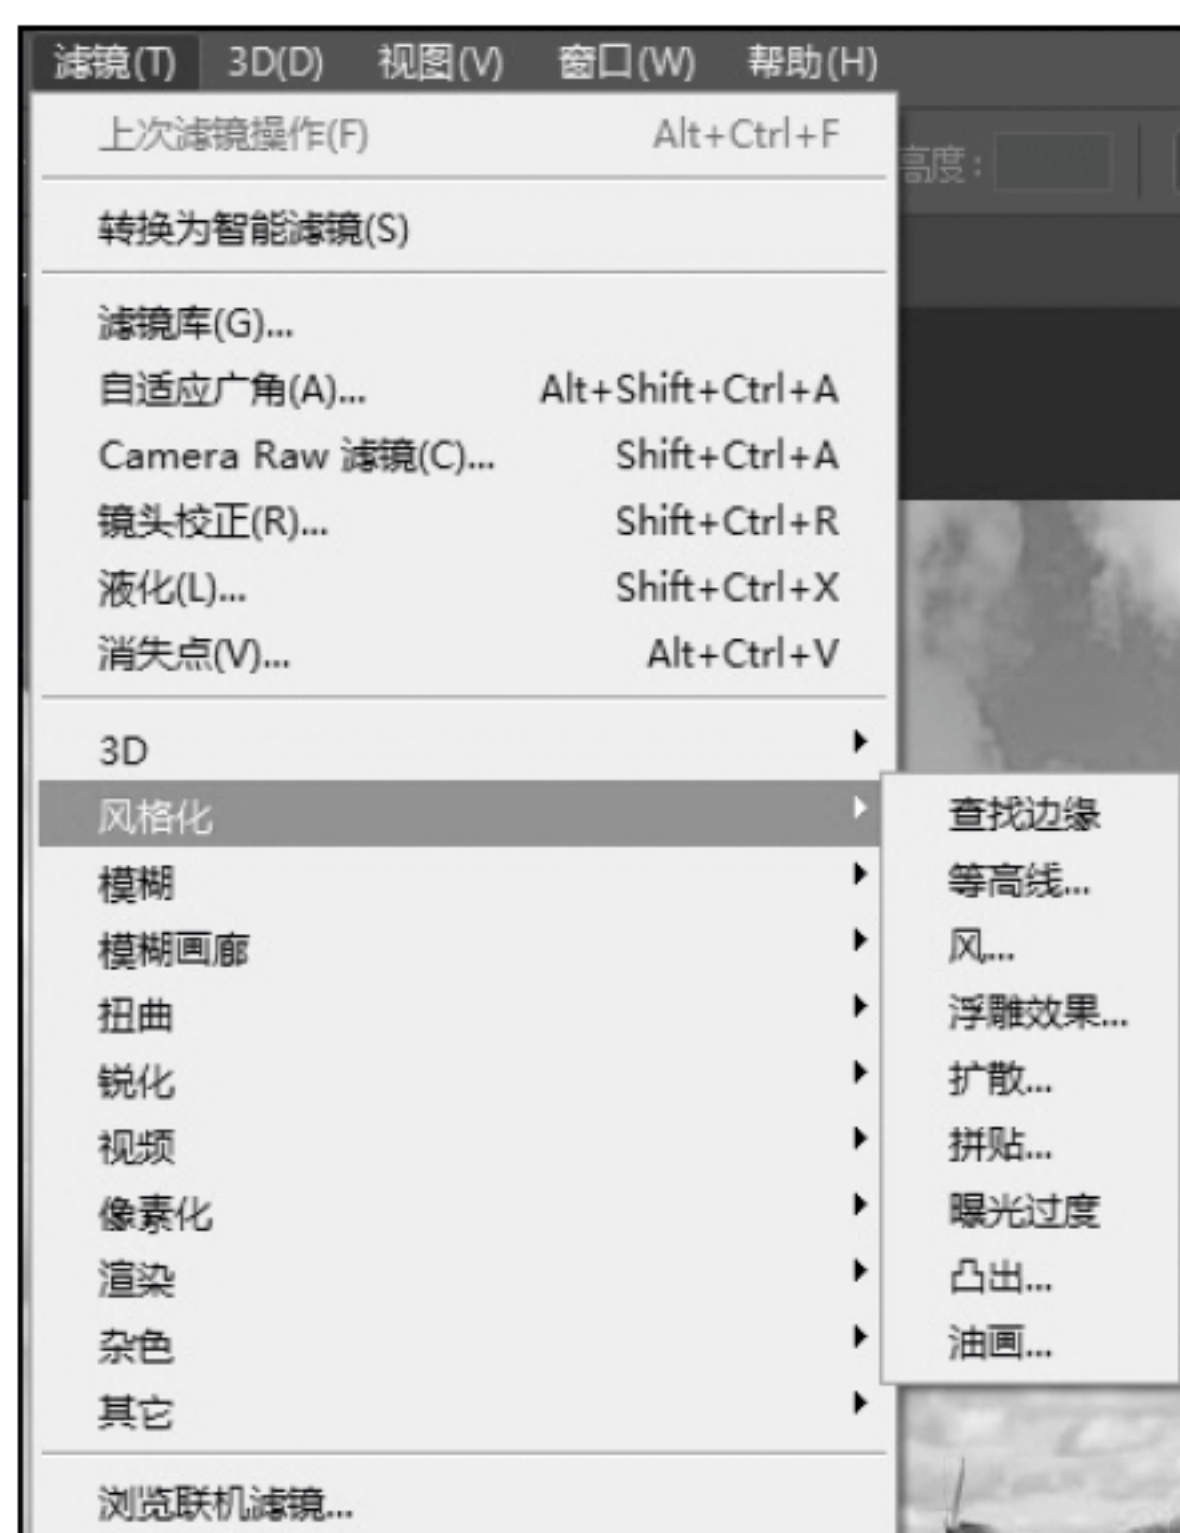 滤镜(T) 3D(D) 视图(V) 窗口(W) 帮助(H)
上次滤镜操作(F) Alt+Ctrl+F
高度:
转换为智能滤镜(S)
滤镜库(G)...
自适应广角(A)... Alt+Shift+Ctrl+A
Camera Raw 滤镜(C)... Shift+Ctrl+A
镜头校正(R)... Shift+Ctrl+R
液化(L)... Shift+Ctrl+X
消失点(V)... Alt+Ctrl+V
3D
风格化
模糊
模糊画廊
扭曲
锐化
视频
像素化
渲染
杂色
其它
浏览联机滤镜...
查找边缘
等高线...
风...
浮雕效果...
扩散...
拼贴...
曝光过度
凸出...
油画...